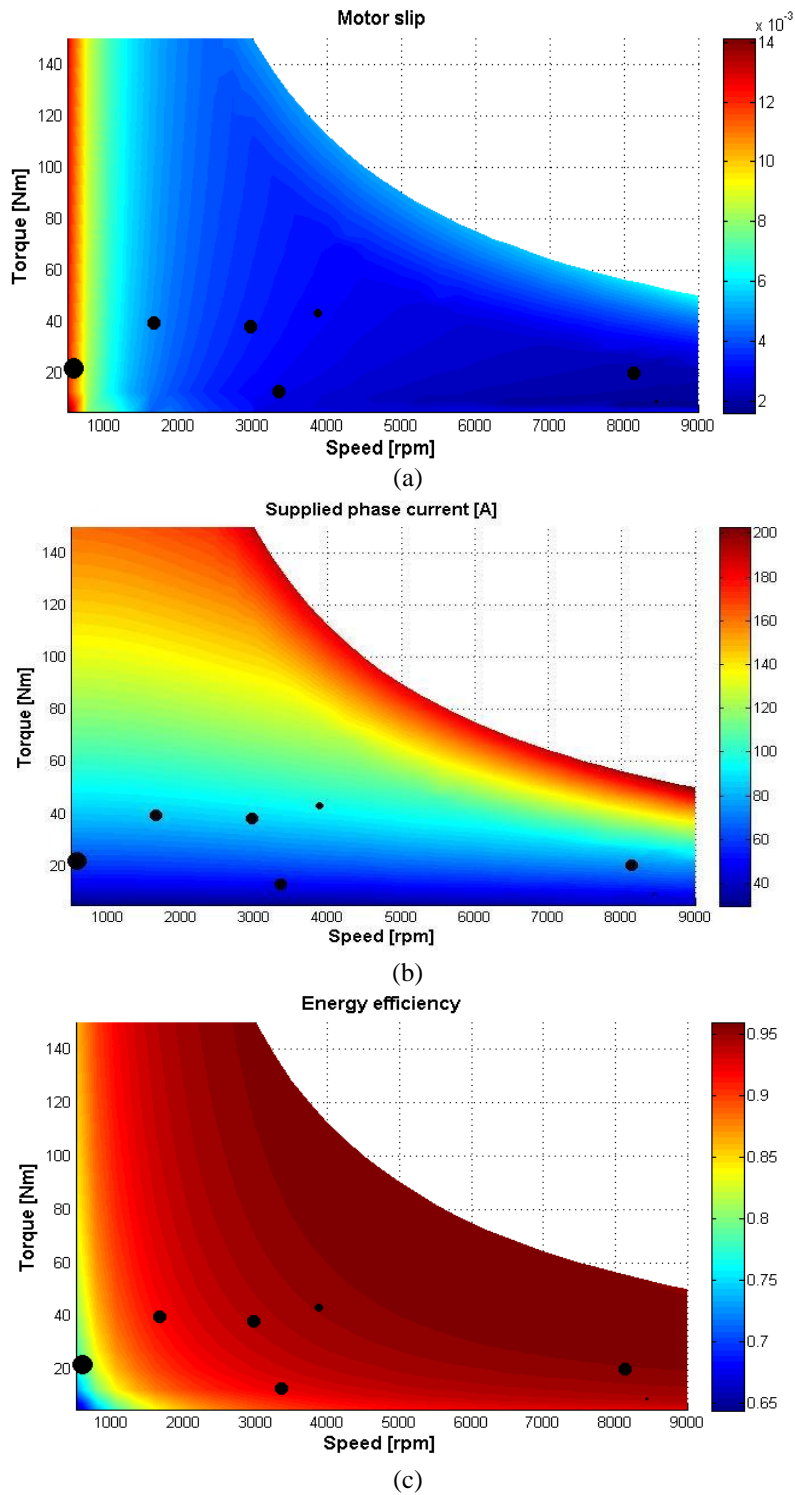 Motor slip
x 10-3
140
120
100
80
60
40
20
Torque [Nm]
1000 2000 3000 4000 5000 6000 7000 8000 9000
Speed [rpm]
14
12
10
8
6
4
2
(a)
Supplied phase current [A]
140
120
100
80
60
40
20
Torque [Nm]
1000 2000 3000 4000 5000 6000 7000 8000 9000
Speed [rpm]
200
180
160
140
120
100
80
60
40
(b)
Energy efficiency
140
120
100
80
60
40
20
Torque [Nm]
1000 2000 3000 4000 5000 6000 7000 8000 9000
Speed [rpm]
0.95
0.9
0.85
0.8
0.75
0.7
0.65
(c)